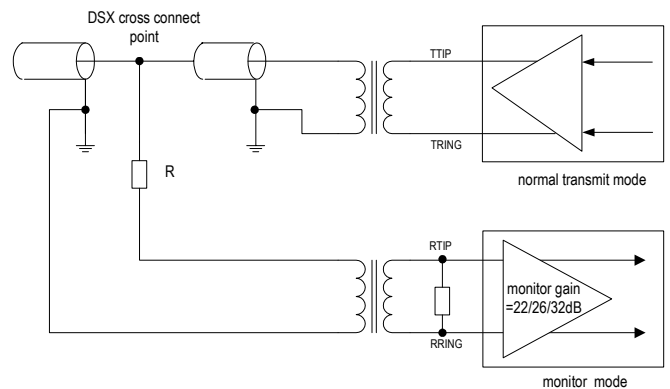 DSX cross connect
point
TTIP
TRING
normal transmit mode
R
RTIP
monitor gain
=22/26/32dB
RRING
monitor mode